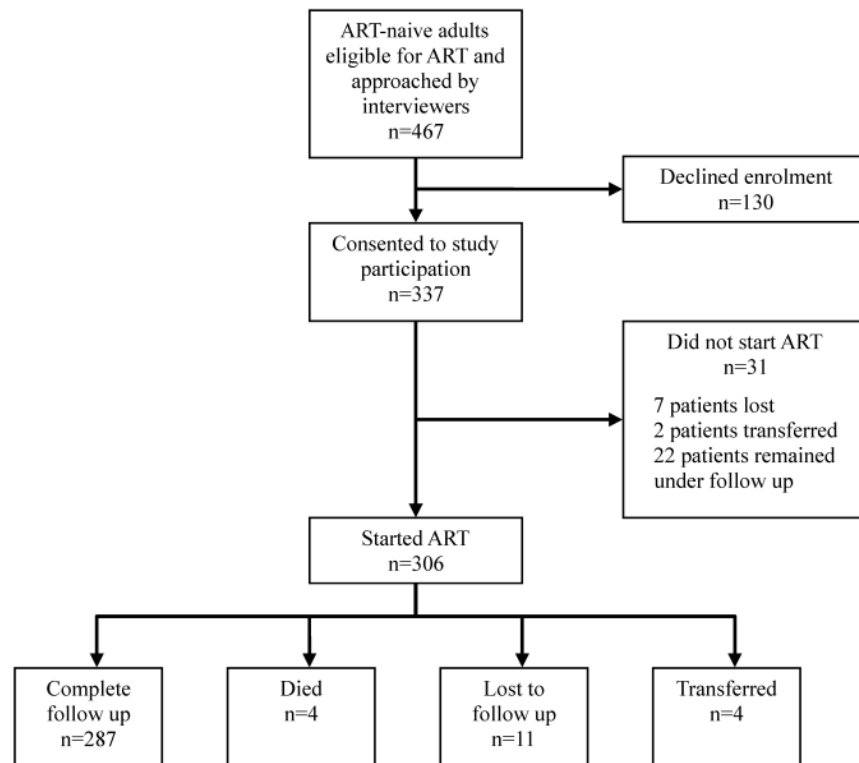 ART-naive adults
eligible for ART and
approached by
interviewers
n=467
Declined enrolment
n=130
Consented to study
participation
n=337
Did not start ART
n=31
7 patients lost
2 patients transferred
22 patients remained
under follow up
Started ART
n=306
Complete
follow up
n=287
Died
n=4
Lost to
follow up
n=11
Transferred
n=4